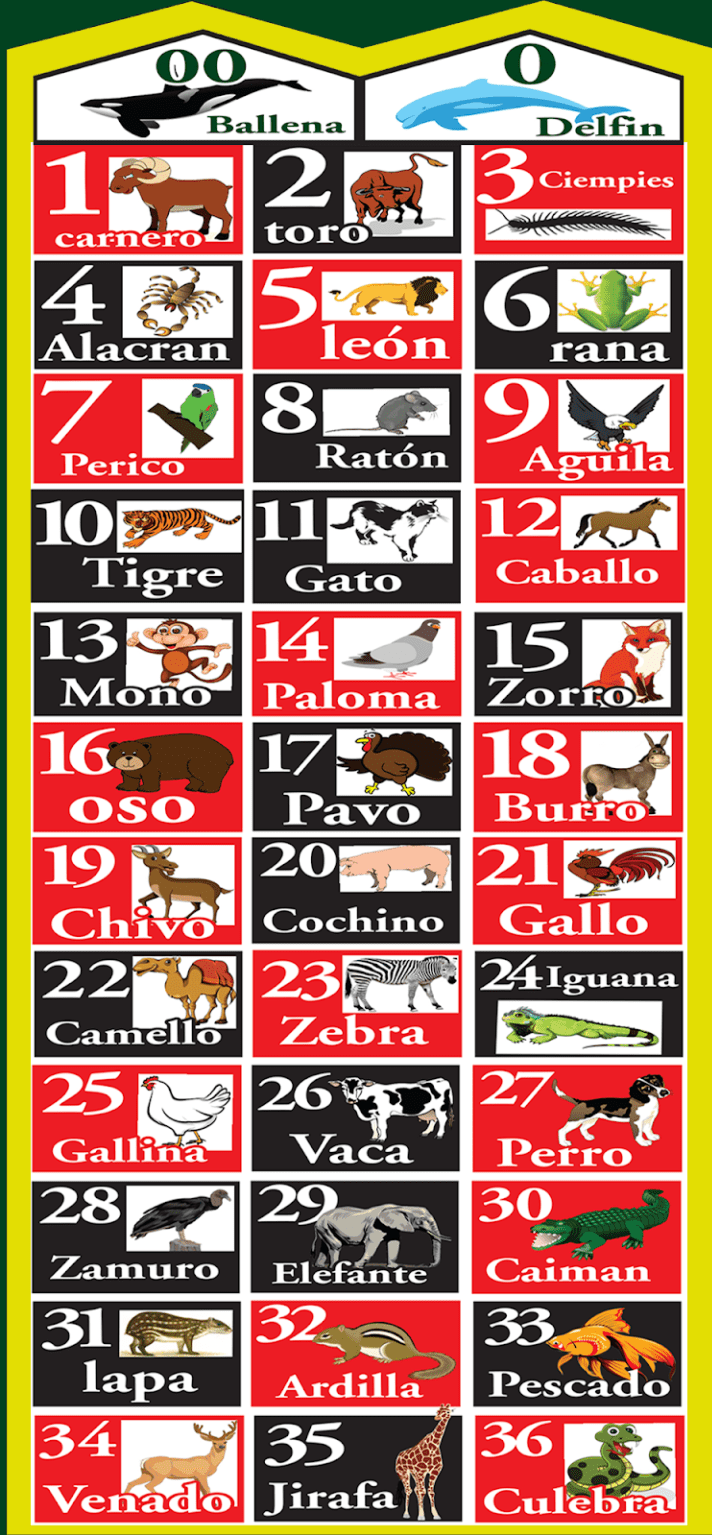 00
Ballena
0
Delfin
1
carnero
2
toro
3 Ciempies
4
Alacran
5
león
6
rana
7
Perico
8
Ratón
9
Aguila
10
Tigre
11
Gato
12
Caballo
13
Mono
14
Paloma
15
Zorro
16
oso
17
Pavo
18
Burro
19
Chivo
20
Cochino
21
Gallo
22
Camello
23
Zebra
24 Iguana
25
Gallina
26
Vaca
27
Perro
28
Zamuro
29
Elefante
30
Caiman
31
lapa
32
Ardilla
33
Pescado
34
Venado
35
Jirafa
36
Culebra